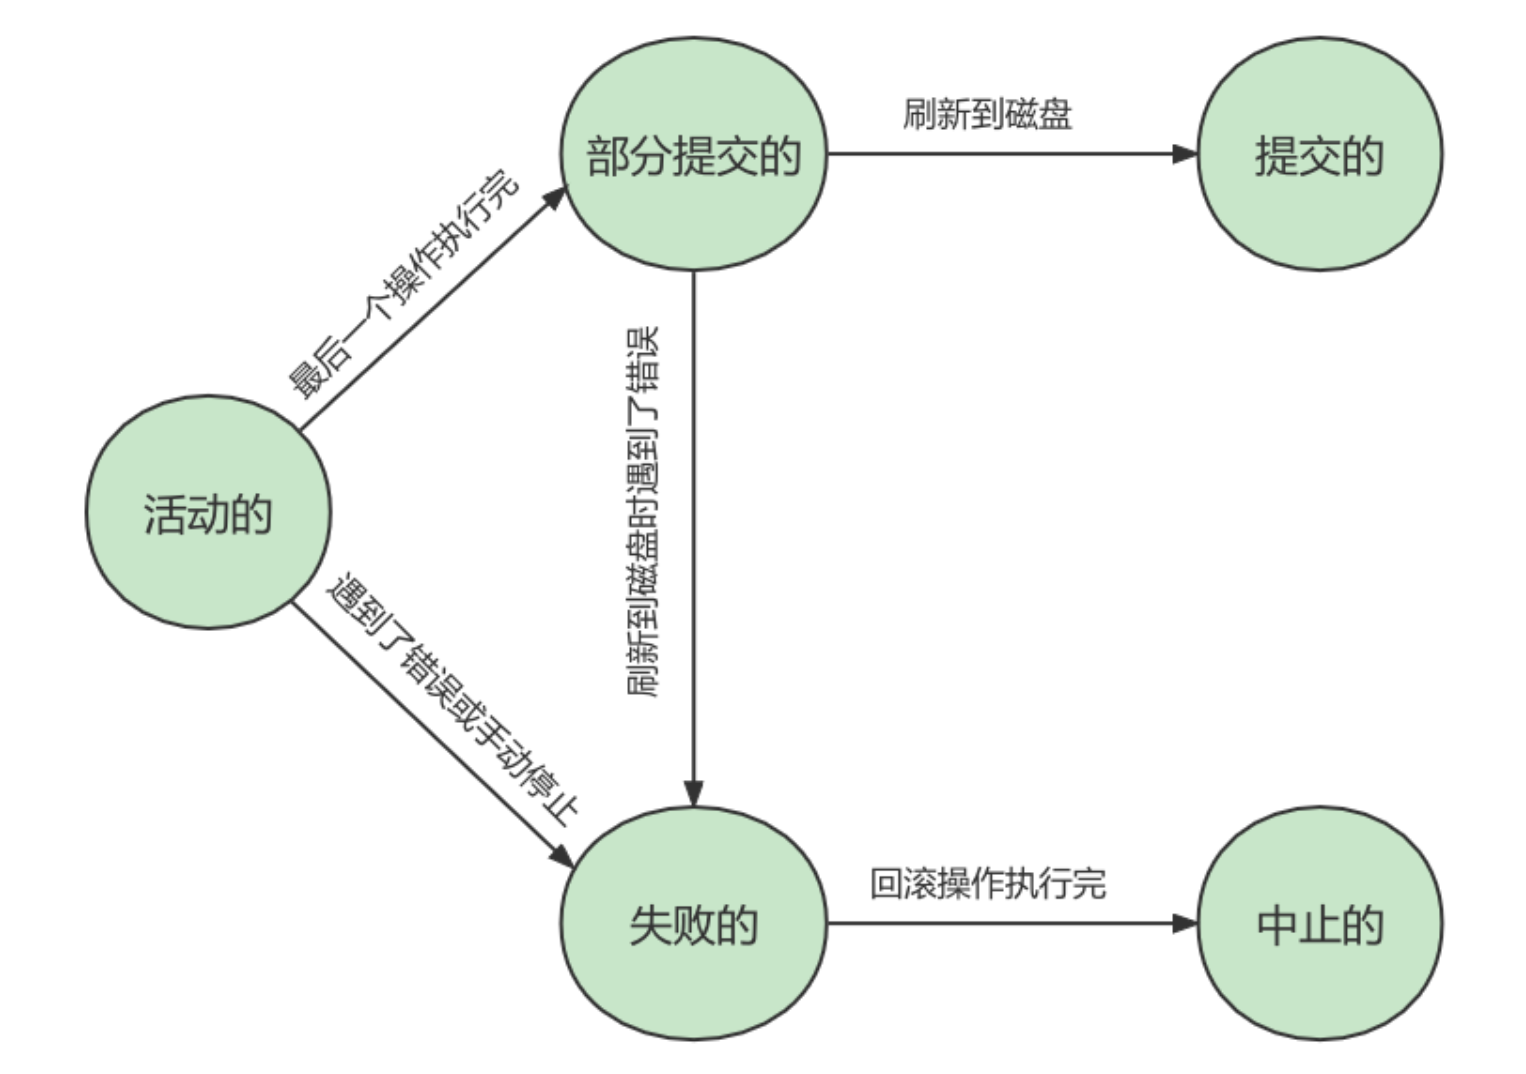 部分提交的
刷新到磁盘
提交的
最后一个操作执行完
刷新到磁盘时遇到了错误
活动的
遇到了错误或手动停止
失败的
回滚操作执行完
中止的